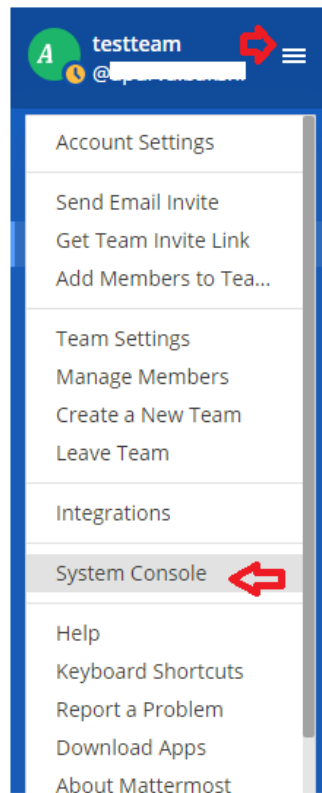 A
testteam
@
Account Settings
Send Email Invite
Get Team Invite Link
Add Members to Tea...
Team Settings
Manage Members
Create a New Team
Leave Team
Integrations
System Console
Help
Keyboard Shortcuts
Report a Problem
Download Apps
About Mattermost